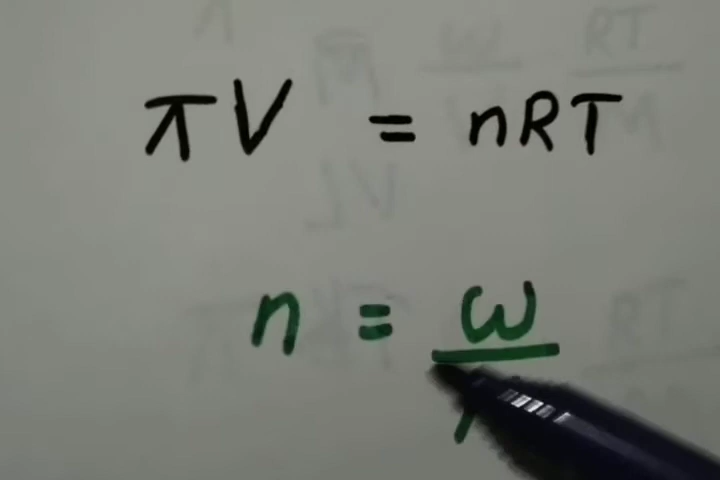 πV = nRT
n = ω